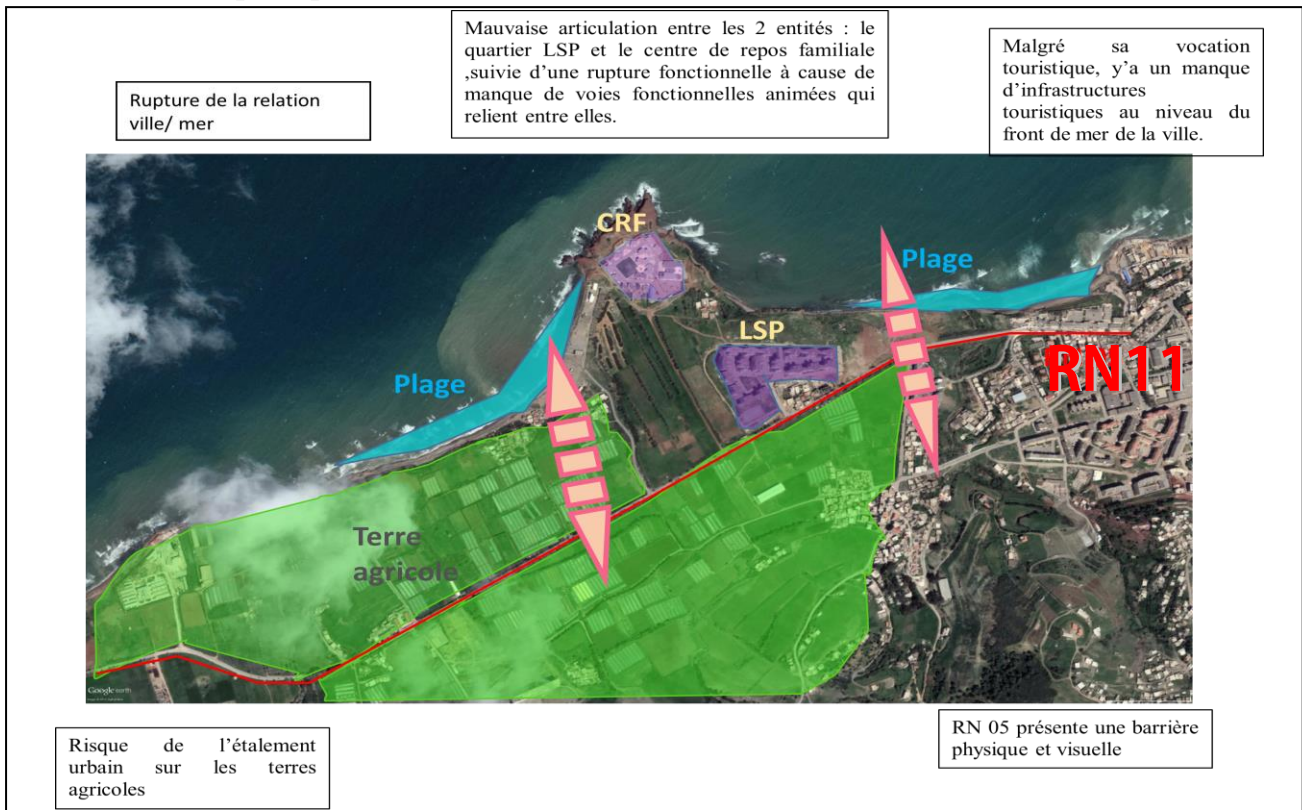 Mauvaise articulation entre les 2 entités : le
quartier LSP et le centre de repos familiale
,suivie d’une rupture fonctionnelle à cause de
manque de voies fonctionnelles animées qui
relient entre elles.
Malgré sa vocation
touristique, y’a un manque
d’infrastructures
touristiques au niveau du
front de mer de la ville.
Rupture de la relation
ville/ mer
CRF
Plage
LSP
RN11
Plage
Terre
agricole
Google earth
Risque de l’étalement
urbain sur les terres
agricoles
RN 05 présente une barrière
physique et visuelle